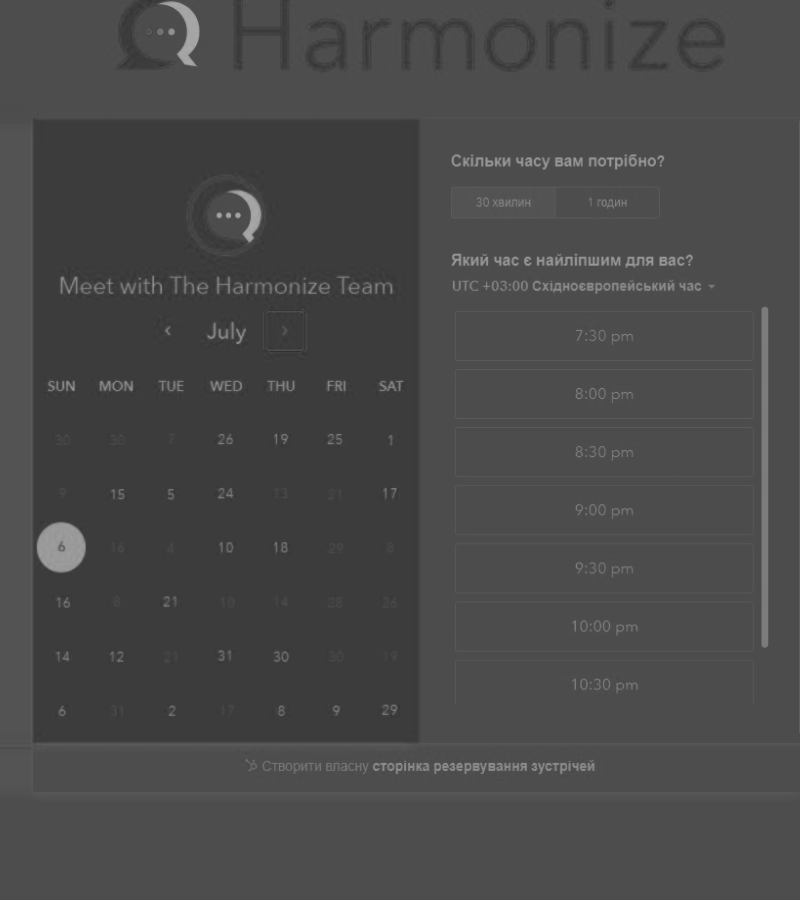 Harmonize
Meet with The Harmonize Team
July
SUN MON TUE WED THU FRI SAT
30 30 7 26 19 25 1
9 15 5 24 13 21 17
6 16 4 10 18 29 8
16 8 21 10 14 28 26
14 12 21 31 30 30 19
6 31 2 17 8 9 29
Скільки часу вам потрібно?
30 хвилин 1 годин
Який час є найліпшим для вас?
UTC +03:00 Східноєвропейський час
7:30 pm
8:00 pm
8:30 pm
9:00 pm
9:30 pm
10:00 pm
10:30 pm
Створити власну сторінка резервування зустрічей